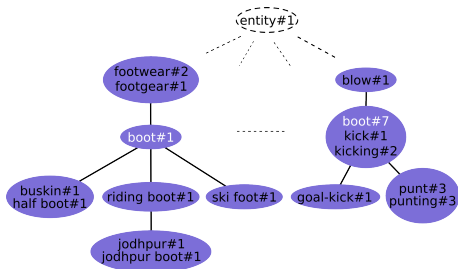 entity#1
footwear#2
footgear#1
blow#1
boot#1
boot#7
kick#1
kicking#2
buskin#1
half boot#1
riding boot#1
ski foot#1
goal-kick#1
punt#3
punting#3
jodhpur#1
jodhpur boot#1